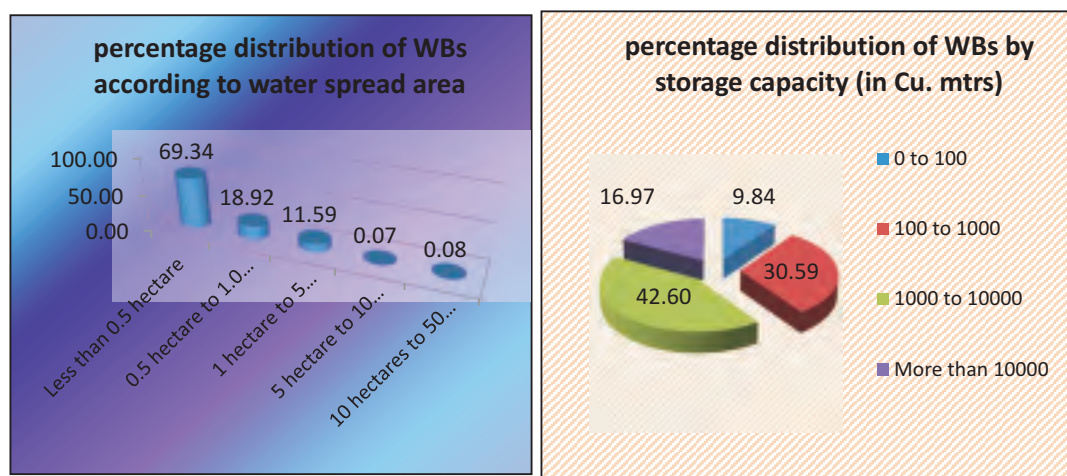 percentage distribution of WBs
according to water spread area
100.00
50.00
0.00
69.34
18.92
11.59
0.07
0.08
Less than 0.5 hectare
0.5 hectare to 1.0...
1 hectare to 5...
5 hectare to 10...
10 hectares to 50...
percentage distribution of WBs by
storage capacity (in Cu. mtrs)
16.97
9.84
30.59
42.60
0 to 100
100 to 1000
1000 to 10000
More than 10000